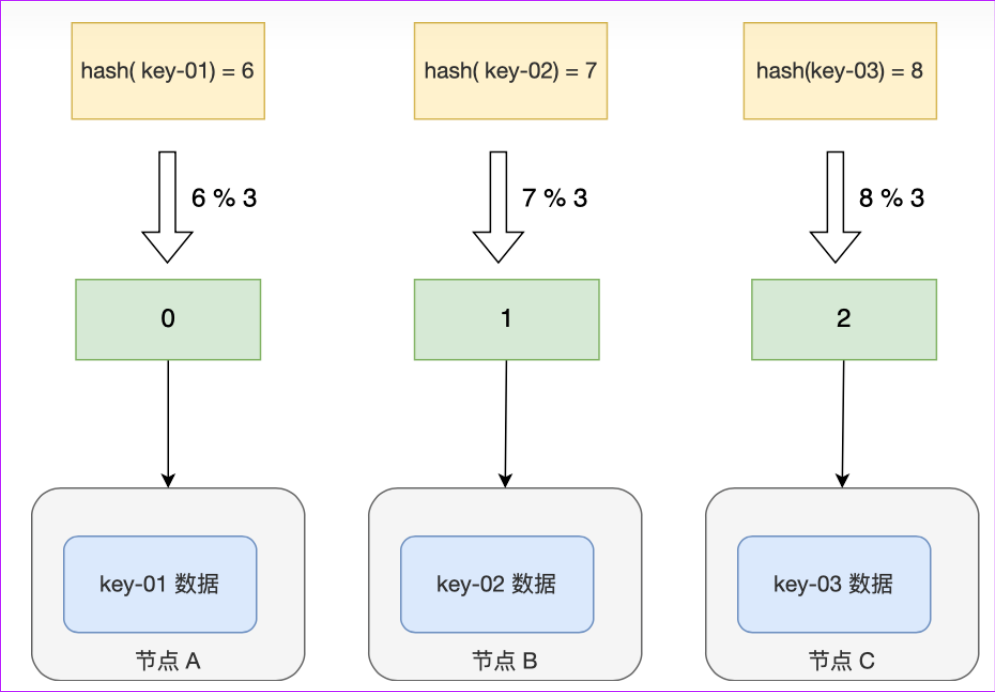 hash( key-01) = 6
hash( key-02) = 7
hash(key-03) = 8
6 % 3
7 % 3
8 % 3
0
1
2
key-01 数据
key-02 数据
key-03 数据
节点 A
节点 B
节点 C